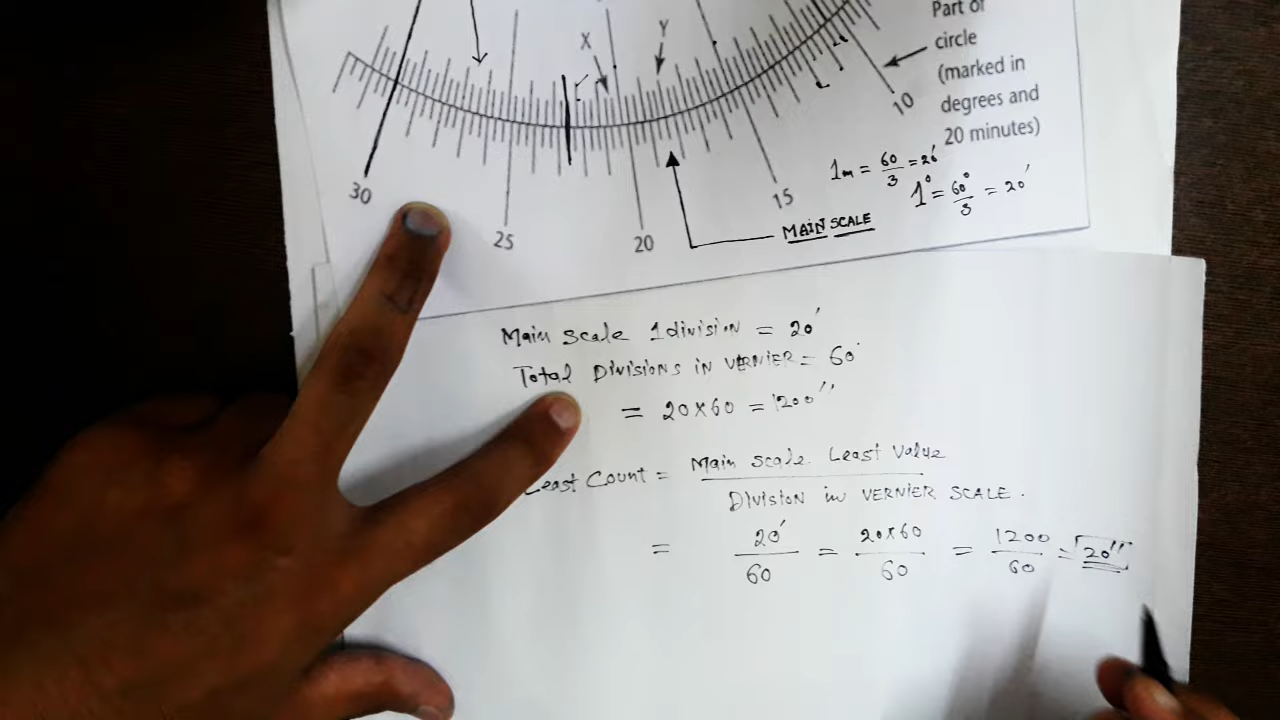 Part of
circle
(marked in
degrees and
20 minutes)
X
Y
10
1m = 60/3 = 20′
1° = 60°/3 = 20′
15
MAIN SCALE
30
25
20
Main Scale 1 division = 20′
Total Divisions in VERNIER = 60
= 20×60 = 1200″
Least Count = Main Scale Least Value / Division in VERNIER SCALE.
= 20′/60 = 20×60/60 = 1200/60 = 20″